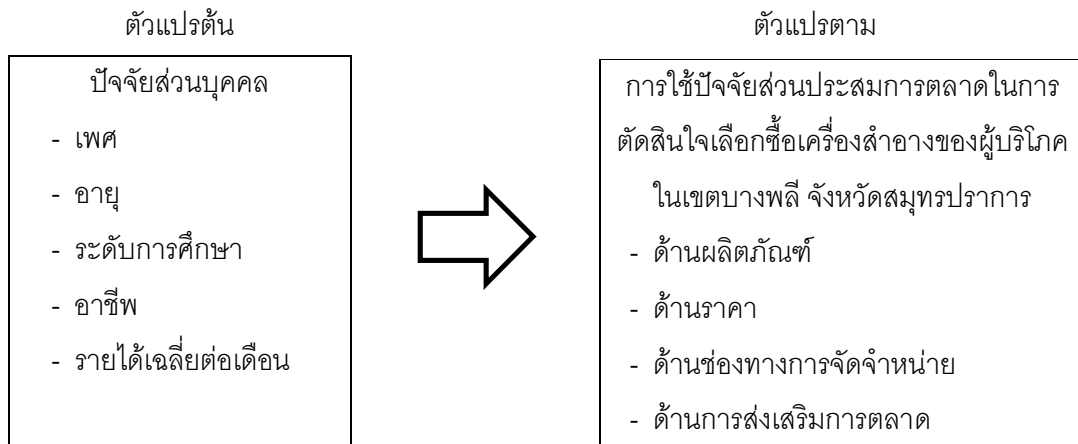 ตัวแปรต้น
ปัจจัยส่วนบุคคล
- เพศ
- อายุ
- ระดับการศึกษา
- อาชีพ
- รายได้เฉลี่ยต่อเดือน
ตัวแปรตาม
การใช้ปัจจัยส่วนประสมการตลาดในการ
ตัดสินใจเลือกซื้อเครื่องสำอางของผู้บริโภค
ในเขตบางพลี จังหวัดสมุทรปราการ
- ด้านผลิตภัณฑ์
- ด้านราคา
- ด้านช่องทางการจัดจำหน่าย
- ด้านการส่งเสริมการตลาด